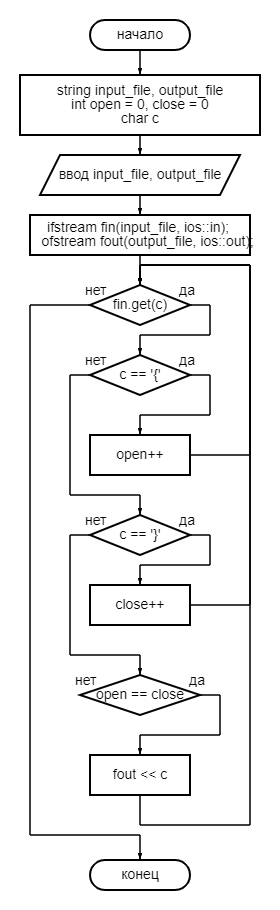 начало
string input_file, output_file
int open = 0, close = 0
char c
ввод input_file, output_file
ifstream fin(input_file, ios::in);
ofstream fout(output_file, ios::out);
нет
да
fin.get(c)
нет
да
c == '{'
open++
нет
да
c == '}'
close++
нет
да
open == close
fout << c
конец